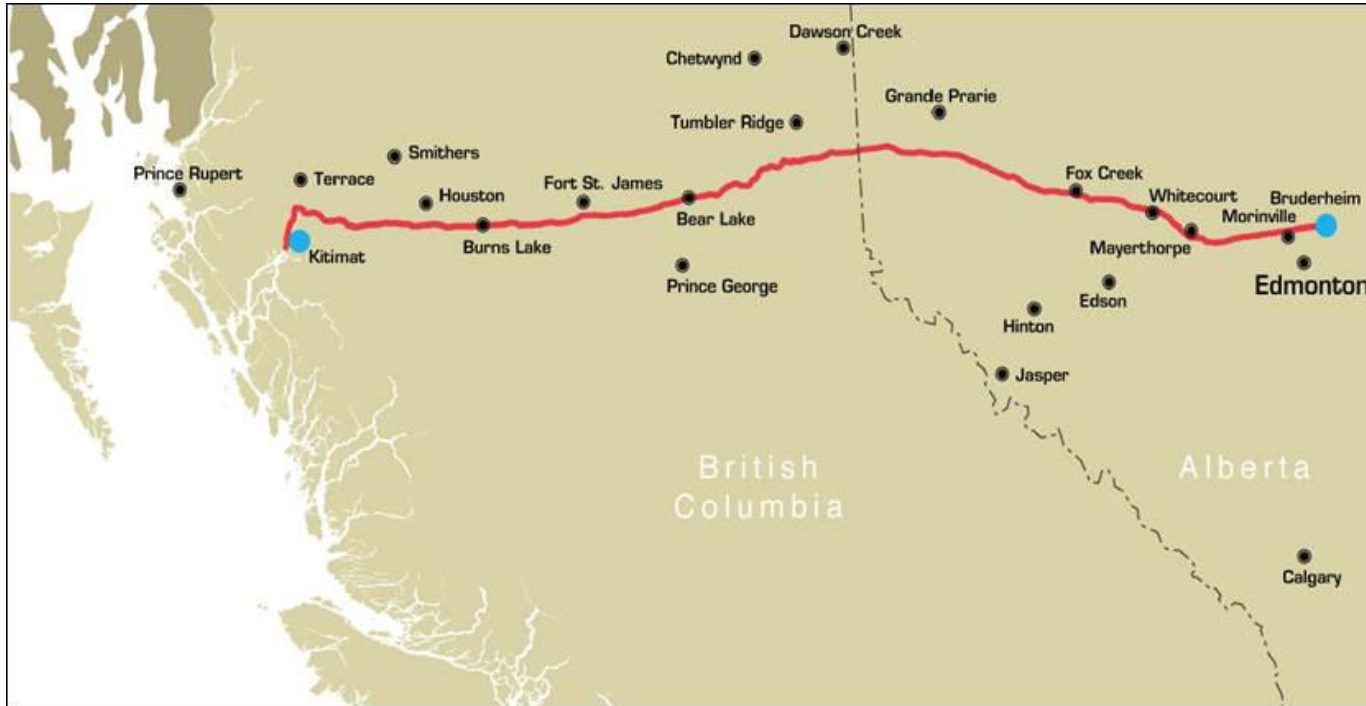 Dawson Creek
Chetwynd
Grande Prarie
Tumbler Ridge
Smithers
Prince Rupert
Terrace
Fort St. James
Fox Creek
Houston
Whitecourt
Bruderheim
Bear Lake
Morinville
Burns Lake
Mayerthorpe
Kitimat
Prince George
Edson
Edmonton
Hinton
Jasper
British
Columbia
Alberta
Calgary